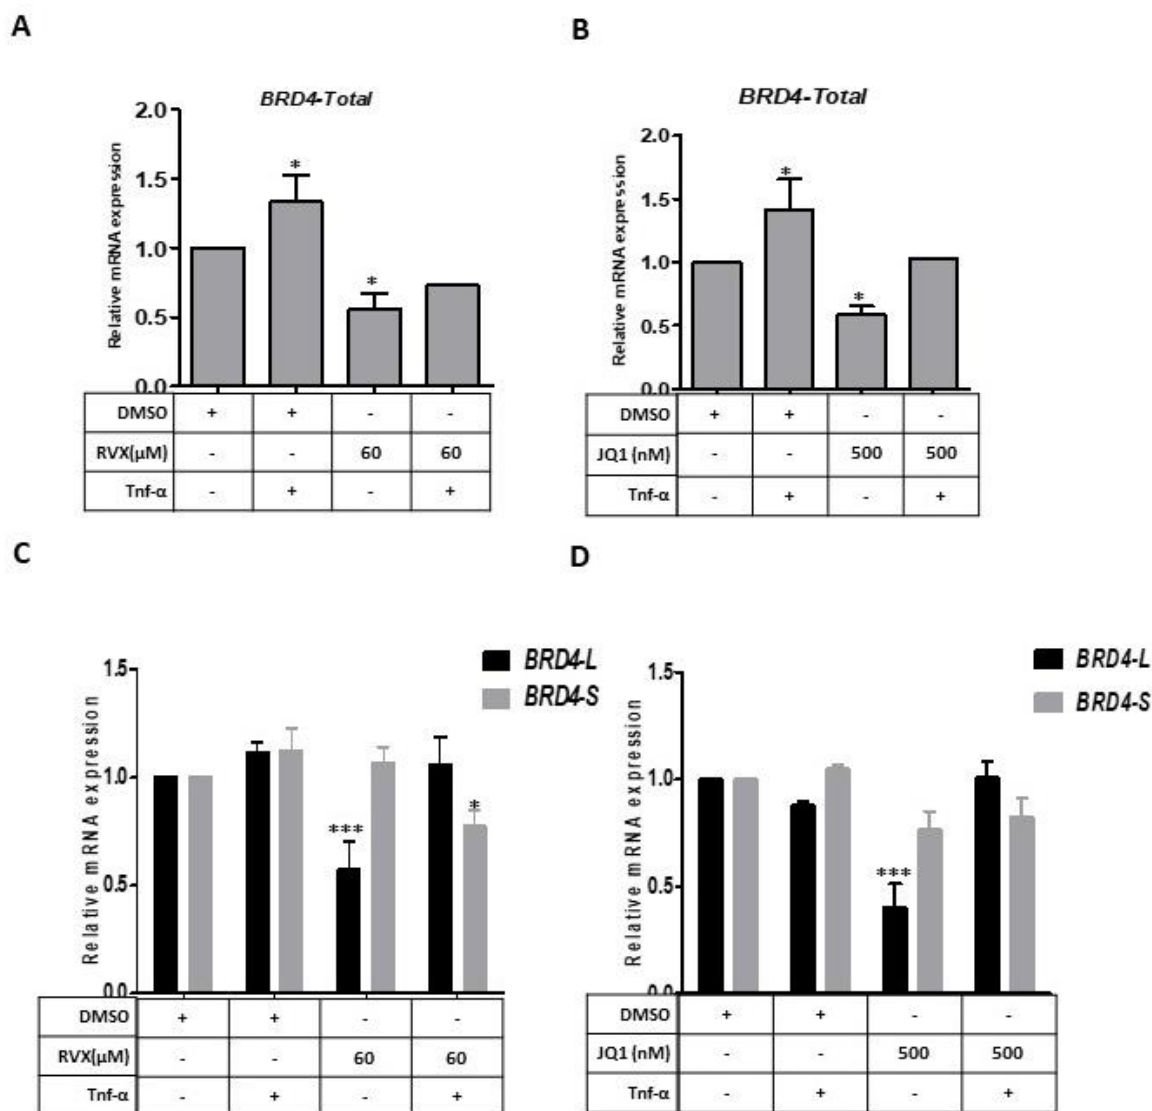 A
BRD4-Total
Relative mRNA expression
2.0
1.5
1.0
0.5
0.0
*
*
DMSO + + - -
RVX(µM) - - 60 60
Tnf-α - + - +
B
BRD4-Total
Relative mRNA expression
2.0
1.5
1.0
0.5
0.0
*
*
DMSO + + - -
JQ1 (nM) - - 500 500
Tnf-α - + - +
C
BRD4-L
BRD4-S
Relative mRNA expression
1.5
1.0
0.5
0.0
***
*
DMSO + + - -
RVX(µM) - - 60 60
Tnf-α - + - +
D
BRD4-L
BRD4-S
Relative mRNA expression
1.5
1.0
0.5
0.0
***
DMSO + + - -
JQ1 (nM) - - 500 500
Tnf-α - + - +